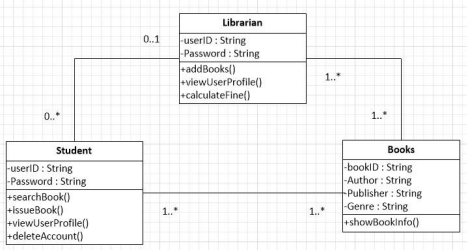 Librarian
-userID : String
-Password : String
+addBooks()
+viewUserProfile()
+calculateFine()
0..1
1..*
0..*
1..*
Student
-userID : String
-Password : String
+searchBook()
+issueBook()
+viewUserProfile()
+deleteAccount()
1..*
1..*
Books
-bookID : String
-Author : String
-Publisher : String
-Genre : String
+showBookInfo()